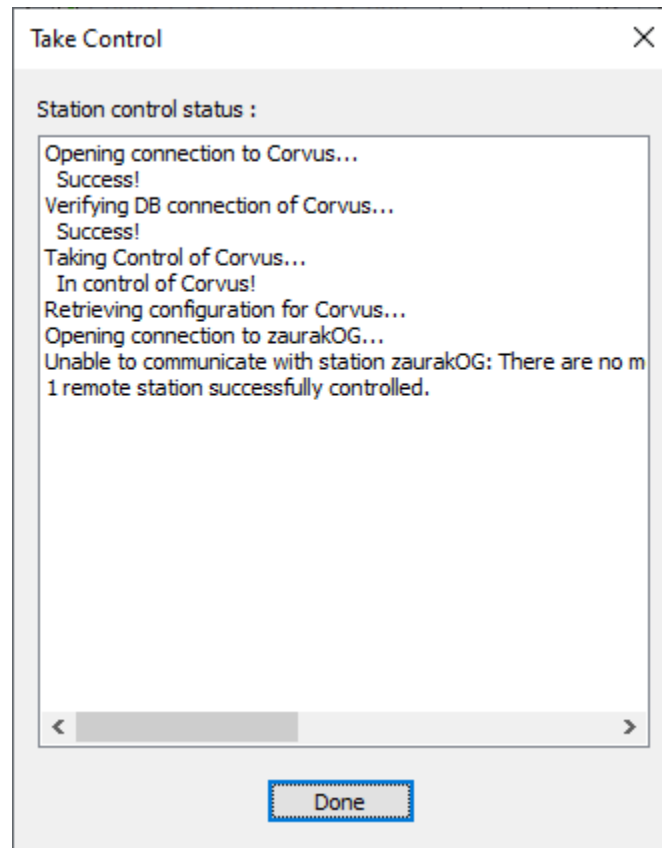 Take Control
Station control status :
Opening connection to Corvus...
Success!
Verifying DB connection of Corvus...
Success!
Taking Control of Corvus...
In control of Corvus!
Retrieving configuration for Corvus...
Opening connection to zaurakOG...
Unable to communicate with station zaurakOG: There are no m
1 remote station successfully controlled.
Done